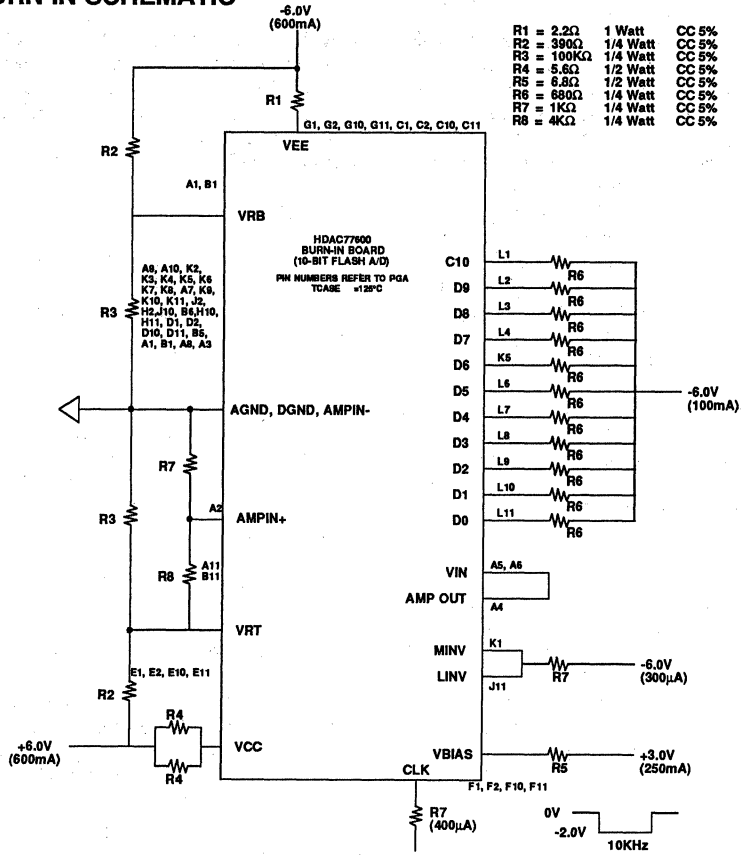 BURN-IN SCHEMATIC
-6.0V
(600mA)
R1 = 2.2Ω 1 Watt CC 5%
R2 = 390Ω 1/4 Watt CC 5%
R3 = 100KΩ 1/4 Watt CC 5%
R4 = 5.6Ω 1/2 Watt CC 5%
R5 = 6.8Ω 1/2 Watt CC 5%
R6 = 680Ω 1/4 Watt CC 5%
R7 = 1KΩ 1/4 Watt CC 5%
R8 = 4KΩ 1/4 Watt CC 5%
R1
G1, G2, G10, G11, C1, C2, C10, C11
VEE
R2
A1, B1
VRB
HDAC77600
BURN-IN BOARD
(10-BIT FLASH A/D)
PIN NUMBERS REFER TO PGA
TCASE =125°C
A9, A10, K2,
K3, K4, K5, K6
K7, K8, A7, K9,
K10, K11, J2,
H2,J10, B6,H10,
H11, D1, D2,
D10, D11, B5,
A1, B1, A8, A3
R3
C10 L1 R6
D9 L2 R6
D8 L3 R6
D7 L4 R6
D6 K5 R6
D5 L6 R6
-6.0V
(100mA)
D4 L7 R6
D3 L8 R6
D2 L9 R6
D1 L10 R6
D0 L11 R6
AGND, DGND, AMPIN-
R7
A2
AMPIN+
R3
R8
A11
B11
VRT
VIN A5, A6
AMP OUT A4
MINV K1
LINV J11
R7
-6.0V
(300µA)
E1, E2, E10, E11
R2
R4
R4
+6.0V
(600mA)
VCC
VBIAS
R5
+3.0V
(250mA)
CLK
F1, F2, F10, F11
R7
(400µA)
0V
-2.0V
10KHz